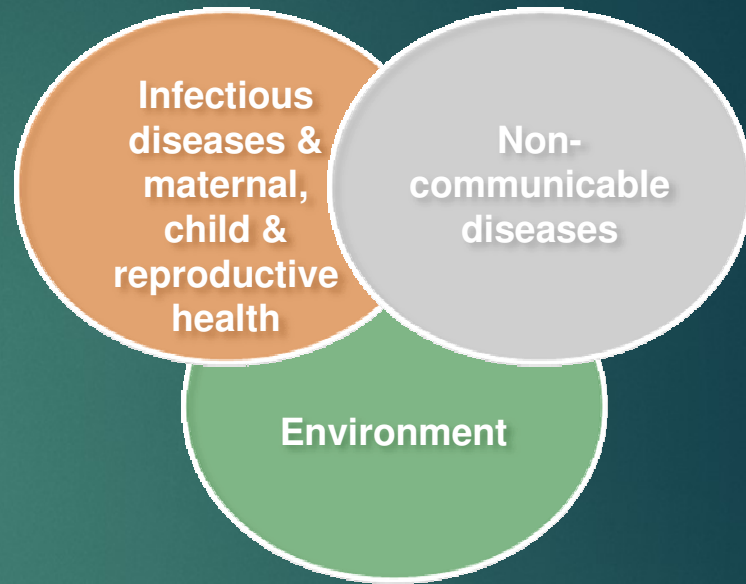 Infectious
diseases &
maternal,
child &
reproductive
health
Non-
communicable
diseases
Environment